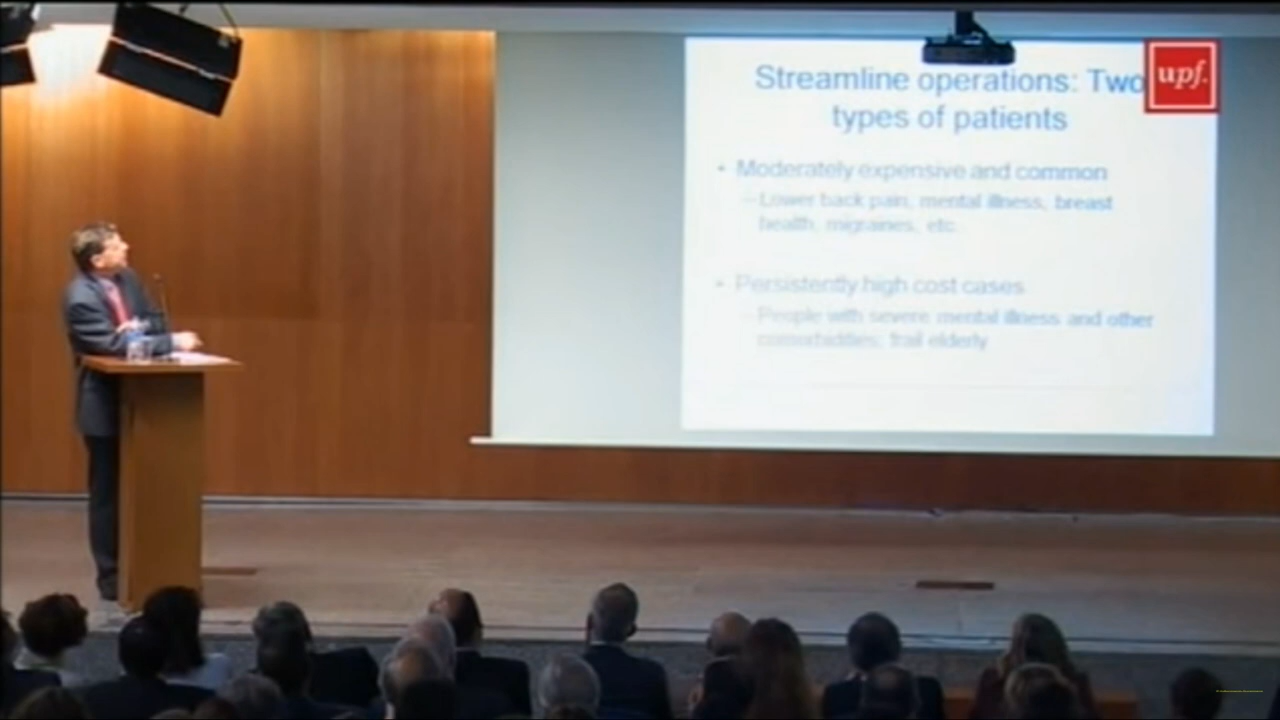 Streamline operations: Two
upf.
types of patients
• Moderately expensive and common
– Lower back pain, mental illness, breast
health, migraines, etc.
• Persistently high cost cases
– People with severe mental illness and other
comorbidities; frail elderly